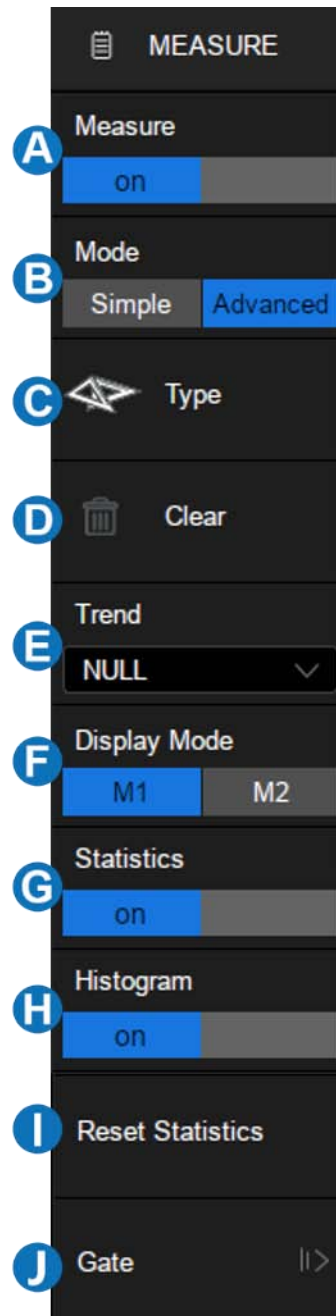 MEASURE
A
Measure
on
B
Mode
Simple Advanced
C
Type
D
Clear
E
Trend
NULL
F
Display Mode
M1 M2
G
Statistics
on
H
Histogram
on
I
Reset Statistics
J
Gate